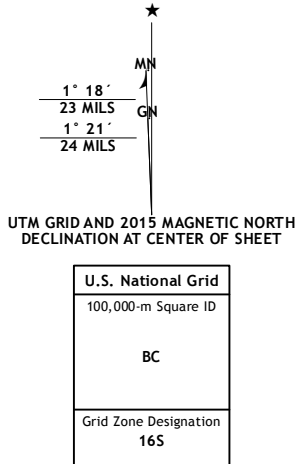 MN
1° 18´
23 MILS
GN
1° 21´
24 MILS
UTM GRID AND 2015 MAGNETIC NORTH
DECLINATION AT CENTER OF SHEET
U.S. National Grid
100,000-m Square ID
BC
Grid Zone Designation
16S